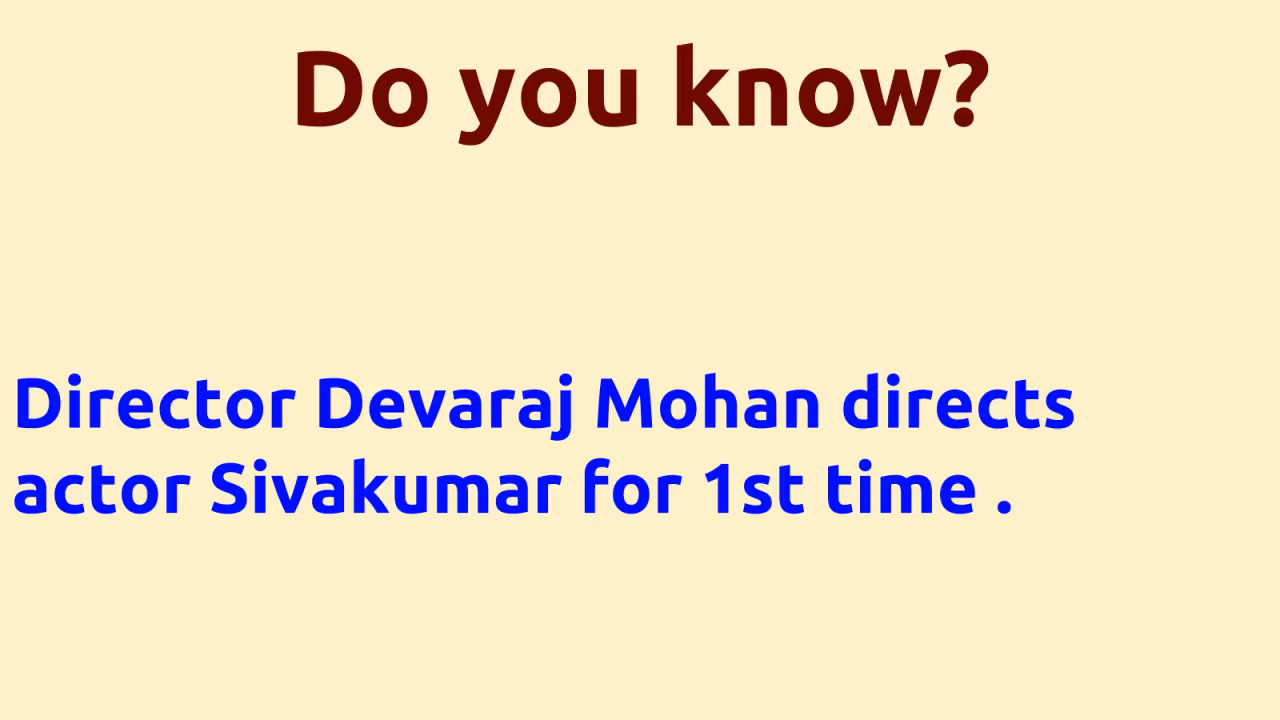 Do you know?
Director Devaraj Mohan directs
actor Sivakumar for 1st time .